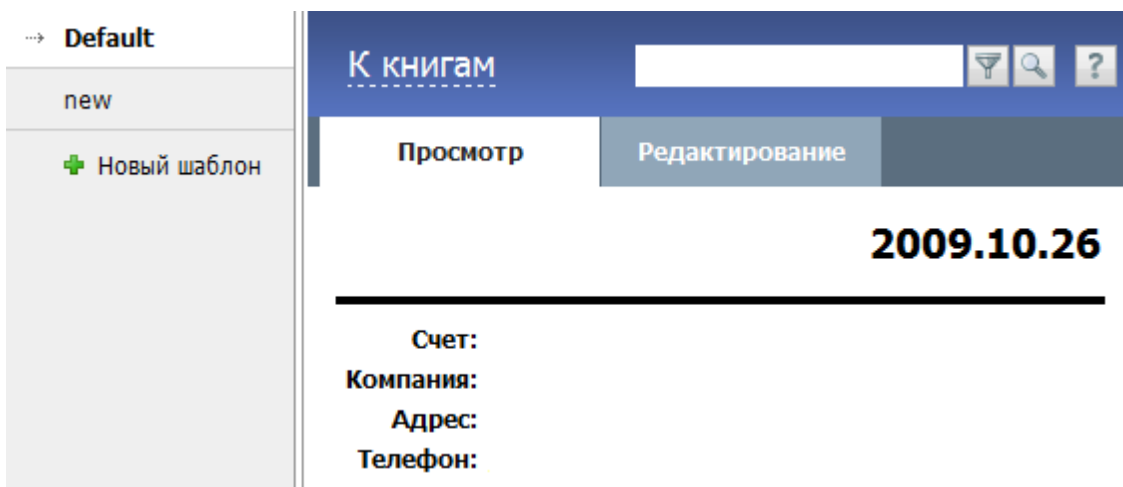 Default
new
Новый шаблон
К книгам
?
Просмотр
Редактирование
2009.10.26
Счет:
Компания:
Адрес:
Телефон: